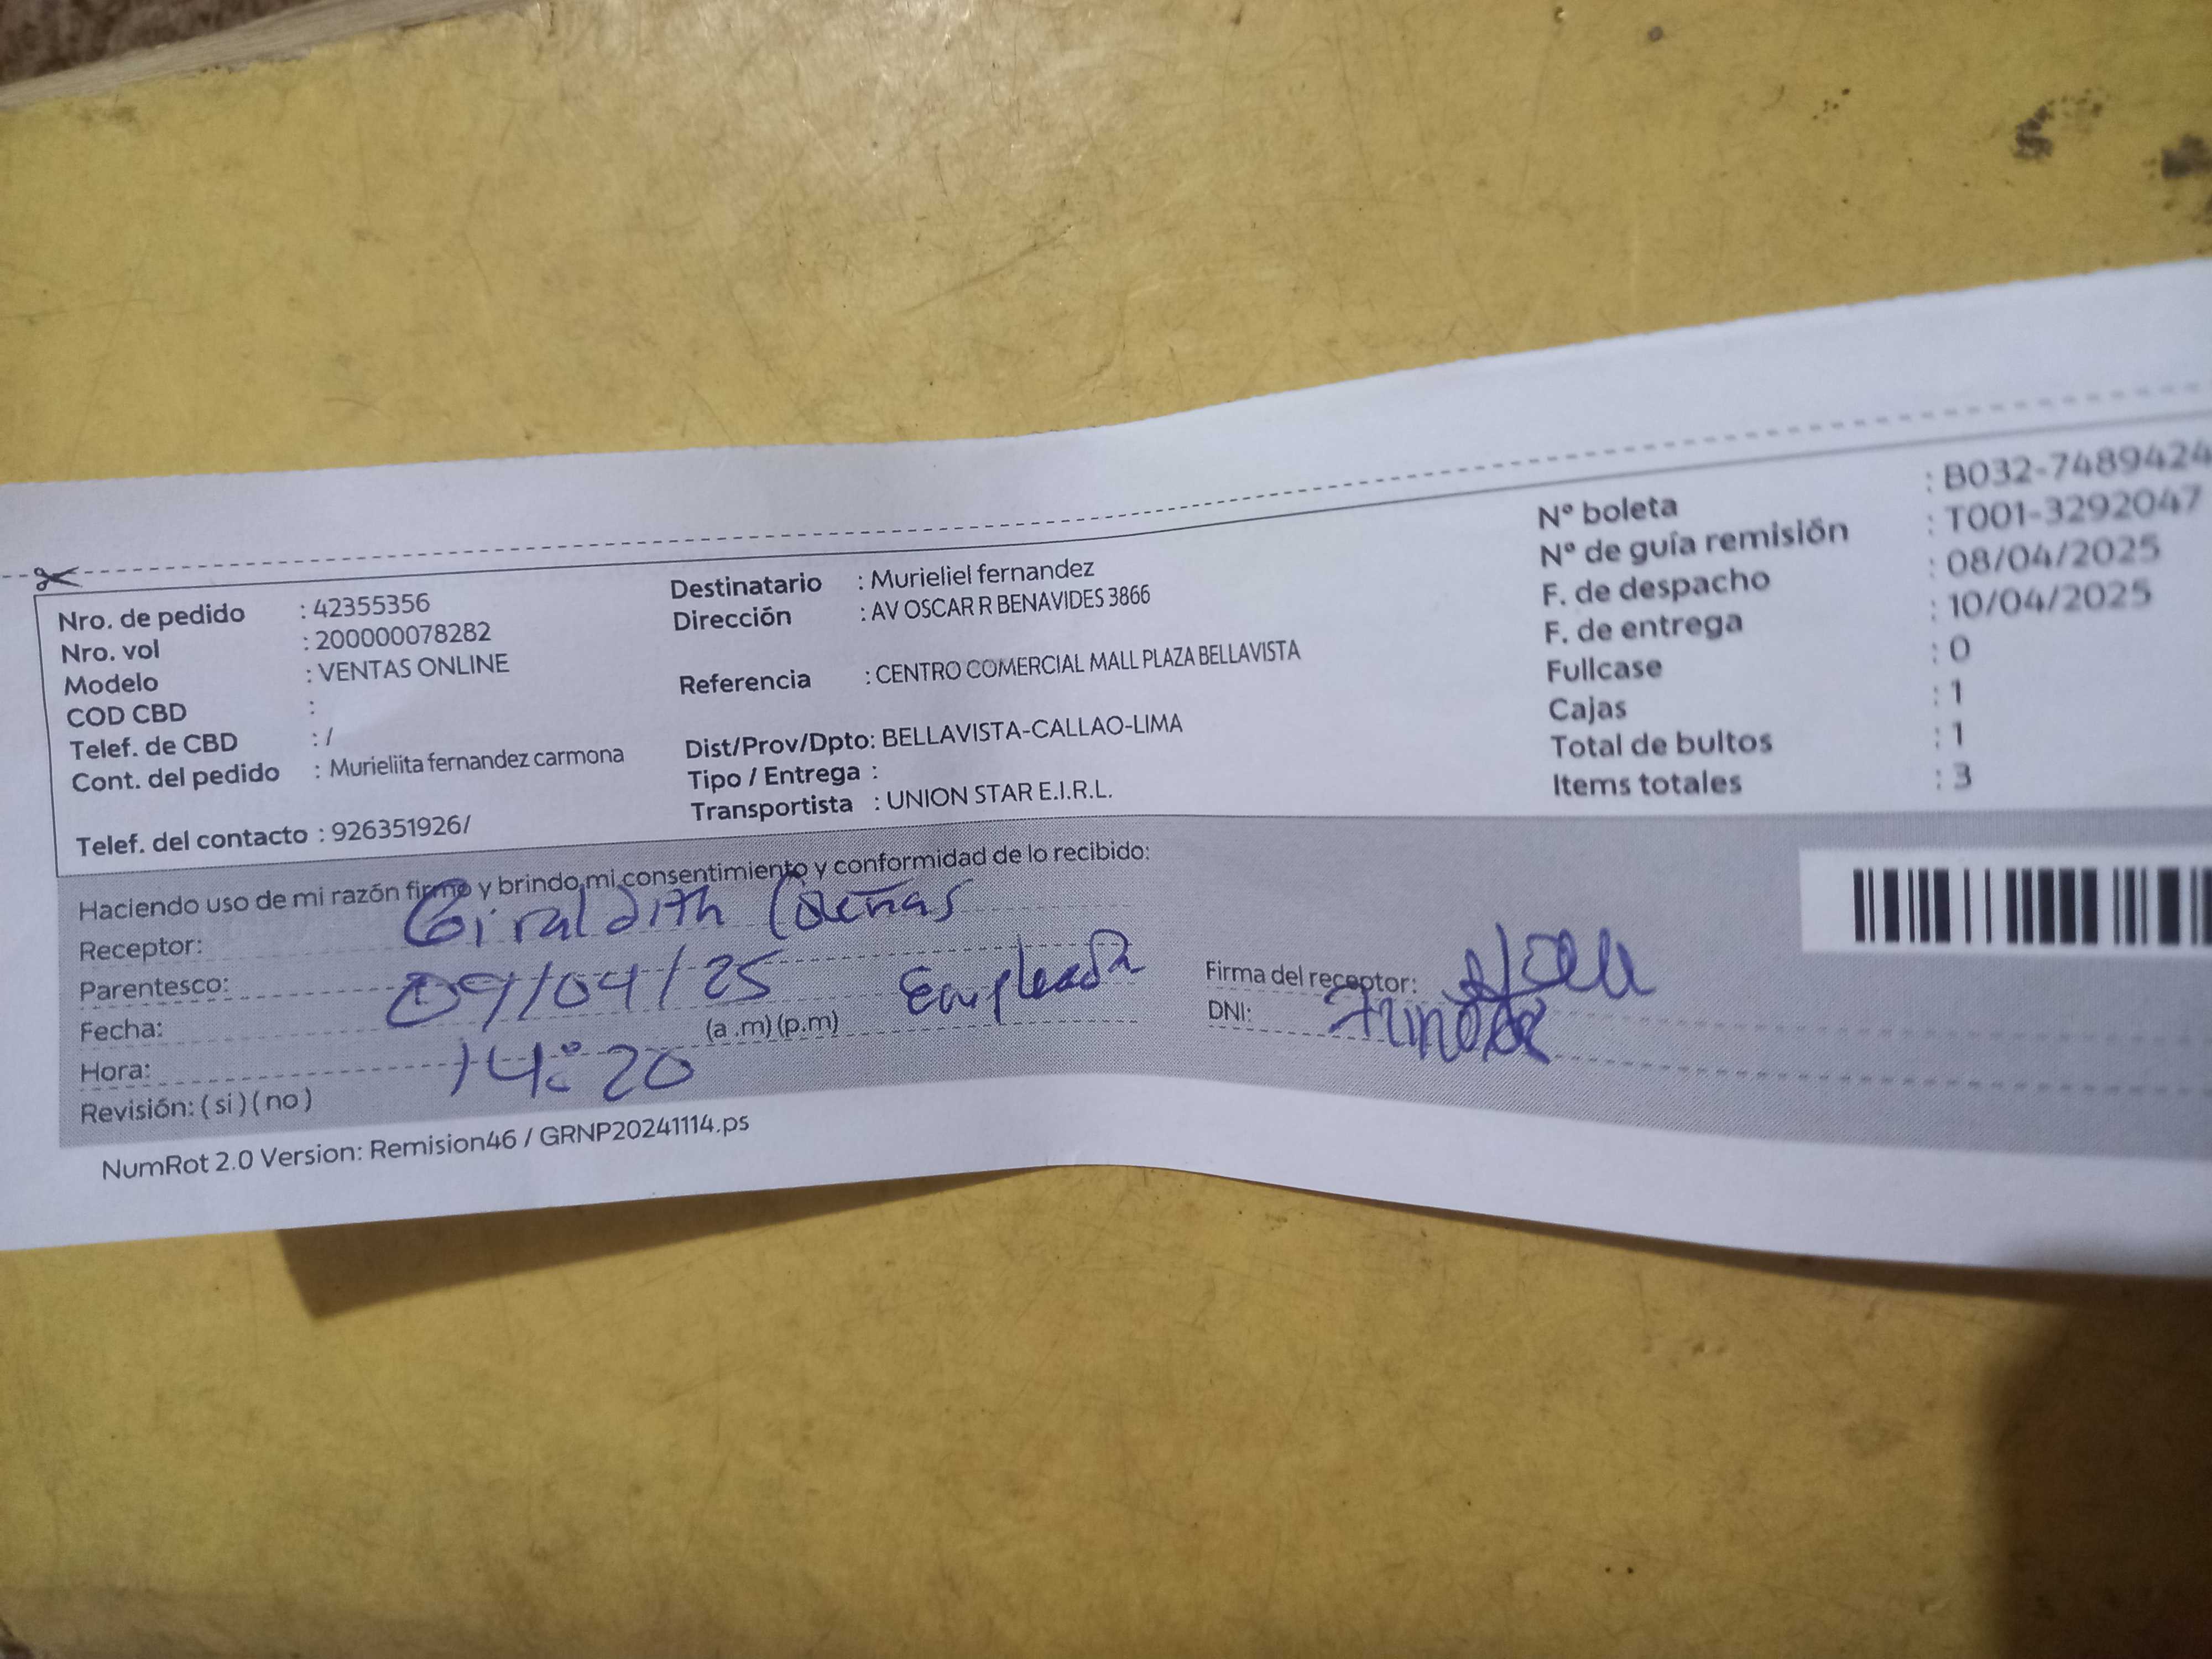 Nro. de pedido : 42355356
Nro. vol : 200000078282
Modelo : VENTAS ONLINE
COD CBD :
Telef. de CBD : /
Cont. del pedido : Murieliita fernandez carmona
Telef. del contacto : 926351926/
Destinatario : Murieliel fernandez
Dirección : AV OSCAR R BENAVIDES 3866
Referencia : CENTRO COMERCIAL MALL PLAZA BELLAVISTA
Dist/Prov/Dpto: BELLAVISTA-CALLAO-LIMA
Tipo / Entrega :
Transportista : UNION STAR E.I.R.L.
N° boleta : B032-7489424
N° de guía remisión : T001-3292047
F. de despacho : 08/04/2025
F. de entrega : 10/04/2025
Fullcase : 0
Cajas : 1
Total de bultos : 1
Items totales : 3
Haciendo uso de mi razón firmo y brindo mi consentimiento y conformidad de lo recibido:
Receptor: Giraldith
Parentesco:
Fecha: 09/04/25 Empleada
Hora: 14:20 (a .m) (p.m)
Revisión: ( si ) ( no )
Firma del receptor:
DNI:
NumRot 2.0 Version: Remision46 / GRNP20241114.ps